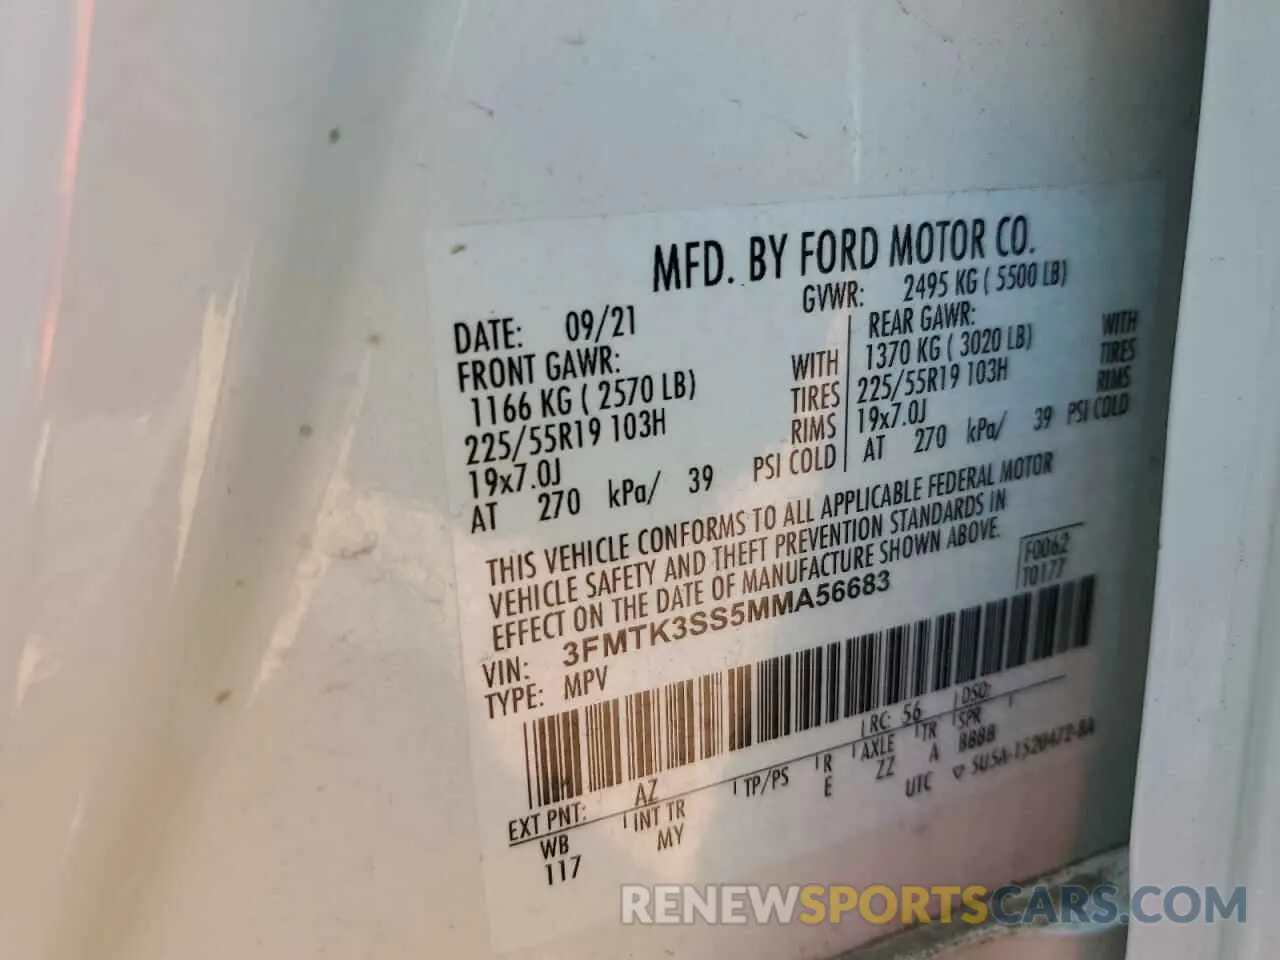 MFD. BY FORD MOTOR CO.
DATE: 09/21 GVWR: 2495 KG ( 5500 LB)
FRONT GAWR: REAR GAWR:
1166 KG ( 2570 LB) WITH 1370 KG ( 3020 LB) WITH
225/55R19 103H TIRES 225/55R19 103H TIRES
19x7.0J RIMS 19x7.0J RIMS
AT 270 kPa/ 39 PSI COLD AT 270 kPa/ 39 PSI COLD
THIS VEHICLE CONFORMS TO ALL APPLICABLE FEDERAL MOTOR
VEHICLE SAFETY AND THEFT PREVENTION STANDARDS IN
EFFECT ON THE DATE OF MANUFACTURE SHOWN ABOVE.
F0062
T0177
VIN: 3FMTK3SS5MMA56683
TYPE: MPV
EXT PNT: AZ RC: 56 DSO:
WB INT TR TP/PS R AXLE TR SPR
117 MY E ZZ A 8888
UTC ▽ SU5A-1520472-BA
RENEWSPORTSCARS.COM